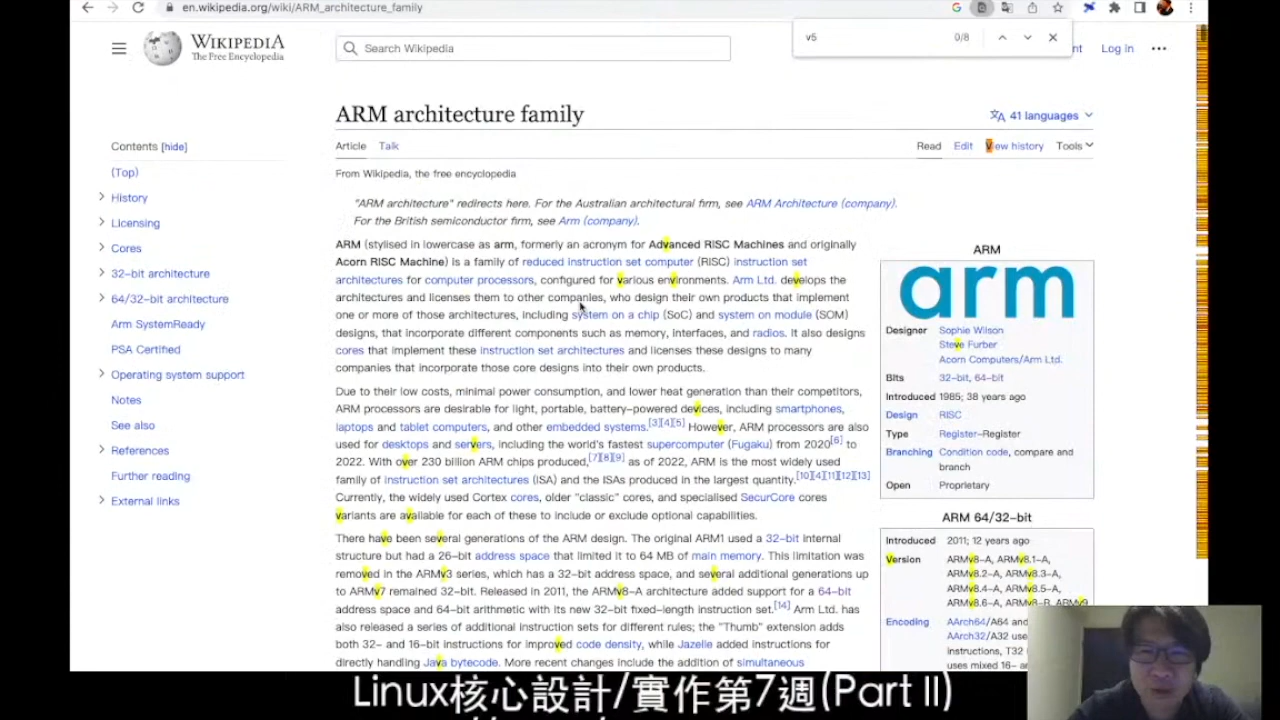 en.wikipedia.org/wiki/ARM_architecture_family
v5
0/8
WIKIPEDIA
The Free Encyclopedia
Search Wikipedia
Log in
ARM architecture family
41 languages
Contents [hide]
Article Talk
Read Edit View history Tools
(Top)
History
Licensing
Cores
32-bit architecture
64/32-bit architecture
Arm SystemReady
PSA Certified
Operating system support
Notes
See also
References
Further reading
External links
From Wikipedia, the free encyclopedia
"ARM architecture" redirects here. For the Australian architectural firm, see ARM Architecture (company).
For the British semiconductor firm, see Arm (company).
ARM (stylised in lowercase as arm, formerly an acronym for Advanced RISC Machines and originally
Acorn RISC Machine) is a family of reduced instruction set computer (RISC) instruction set
architectures for computer processors, configured for various environments. Arm Ltd. develops the
architectures and licenses them to other companies, who design their own products that implement
one or more of those architectures, including system on a chip (SoC) and system on module (SOM)
designs, that incorporate different components such as memory, interfaces, and radios. It also designs
cores that implement these instruction set architectures and licenses these designs to many
companies that incorporate those core designs into their own products.
Due to their low costs, minimal power consumption, and lower heat generation than their competitors,
ARM processors are desirable for light, portable, battery-powered devices, including smartphones,
laptops and tablet computers, and other embedded systems.[3][4][5] However, ARM processors are also
used for desktops and servers, including the world's fastest supercomputer (Fugaku) from 2020[6] to
2022. With over 230 billion ARM chips produced,[7][8][9] as of 2022, ARM is the most widely used
family of instruction set architectures (ISA) and the ISAs produced in the largest quantity.[10][4][11][12][13]
Currently, the widely used Cortex cores, older "classic" cores, and specialised SecurCore cores
variants are available for each of these to include or exclude optional capabilities.
There have been several generations of the ARM design. The original ARM1 used a 32-bit internal
structure but had a 26-bit address space that limited it to 64 MB of main memory. This limitation was
removed in the ARMv3 series, which has a 32-bit address space, and several additional generations up
to ARMv7 remained 32-bit. Released in 2011, the ARMv8-A architecture added support for a 64-bit
address space and 64-bit arithmetic with its new 32-bit fixed-length instruction set.[14] Arm Ltd. has
also released a series of additional instruction sets for different rules; the "Thumb" extension adds
both 32- and 16-bit instructions for improved code density, while Jazelle added instructions for
directly handling Java bytecode. More recent changes include the addition of simultaneous
ARM
arm
Designer Sophie Wilson
Steve Furber
Acorn Computers/Arm Ltd.
Bits 32-bit, 64-bit
Introduced 1985; 38 years ago
Design RISC
Type Register-Register
Branching Condition code, compare and
branch
Open Proprietary
ARM 64/32-bit
Introduced 2011; 12 years ago
Version ARMv8-A, ARMv8.1-A,
ARMv8.2-A, ARMv8.3-A,
ARMv8.4-A, ARMv8.5-A,
ARMv8.6-A, ARMv8-R, ARMv9
Encoding AArch64/A64 and
AArch32/A32 use
instructions, T32
uses mixed 16- an
Linux核心設計/實作第7週(Part II)